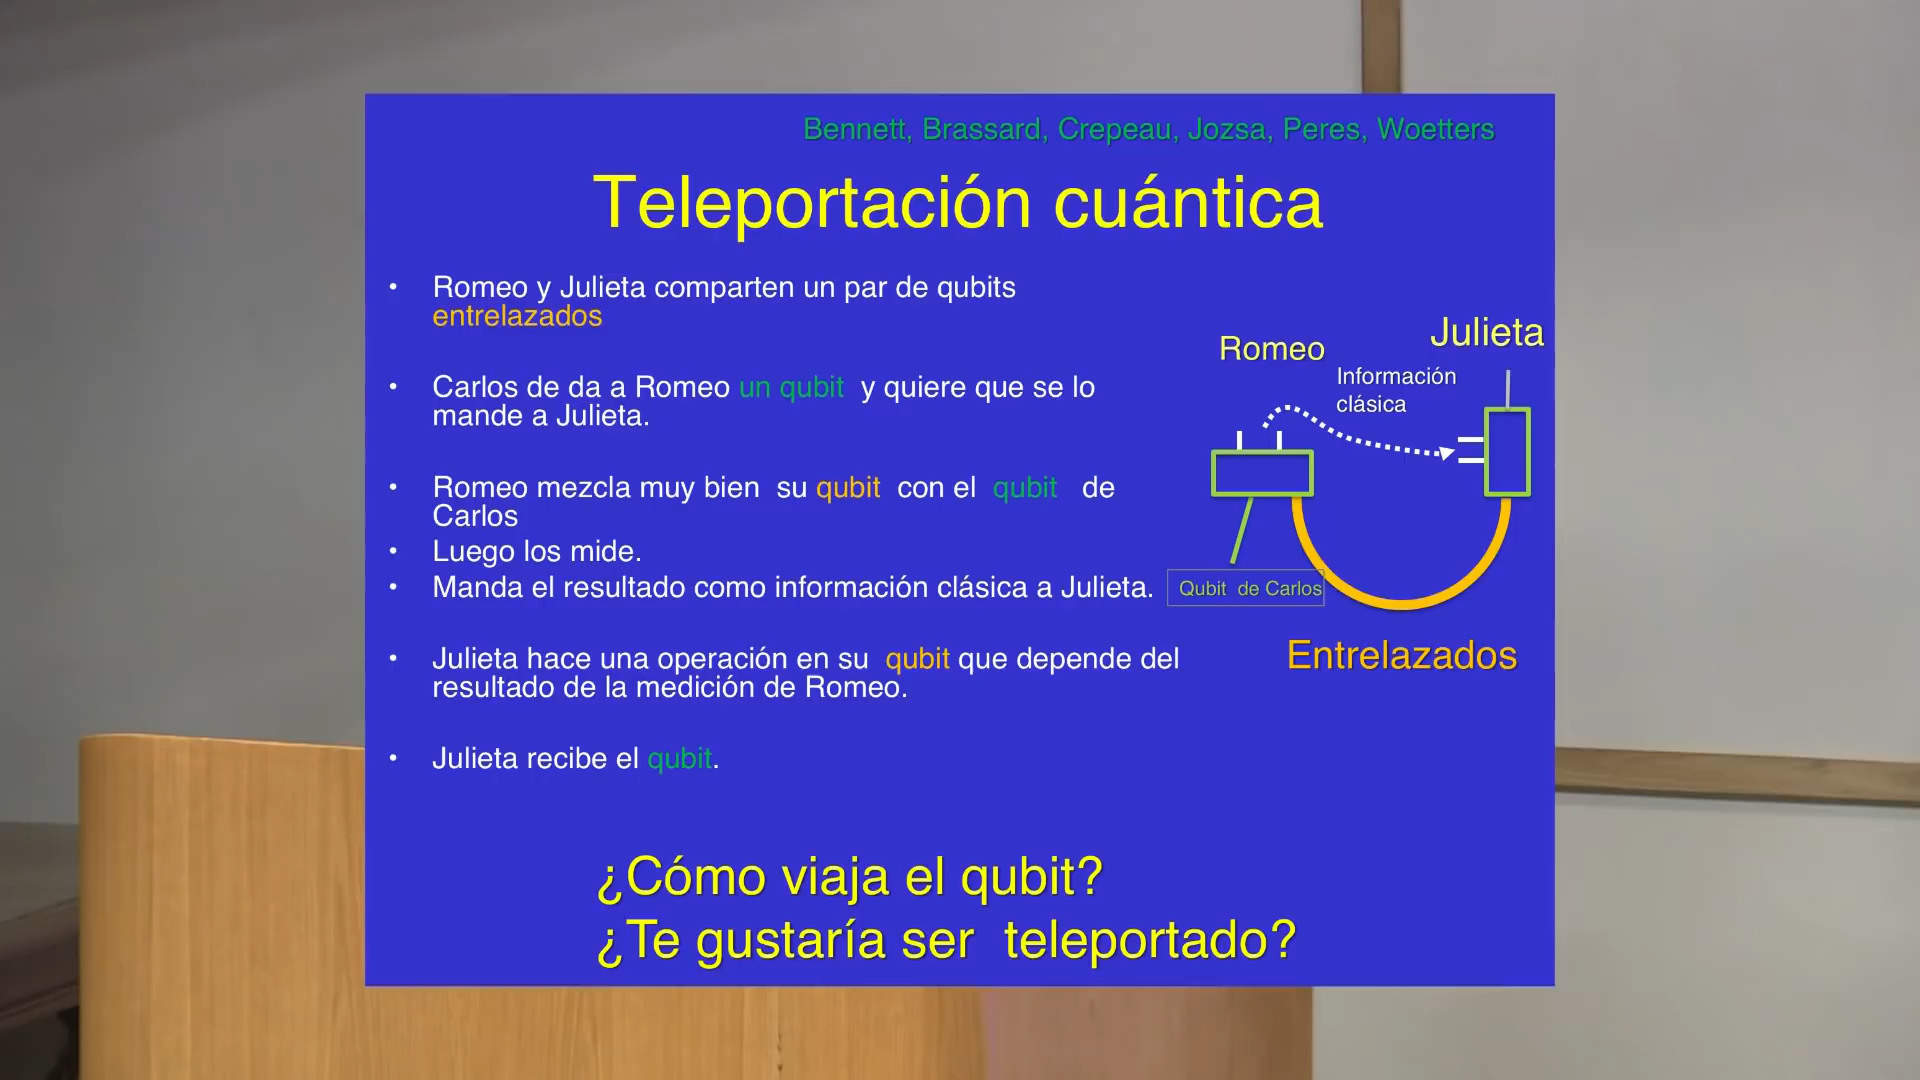 Bennett, Brassard, Crepeau, Jozsa, Peres, Woetters
Teleportación cuántica
• Romeo y Julieta comparten un par de qubits
entrelazados
• Carlos de da a Romeo un qubit y quiere que se lo
mande a Julieta.
• Romeo mezcla muy bien su qubit con el qubit de
Carlos
• Luego los mide.
• Manda el resultado como información clásica a Julieta.
• Julieta hace una operación en su qubit que depende del
resultado de la medición de Romeo.
• Julieta recibe el qubit.
Romeo
Julieta
Información
clásica
Qubit de Carlos
Entrelazados
¿Cómo viaja el qubit?
¿Te gustaría ser teleportado?